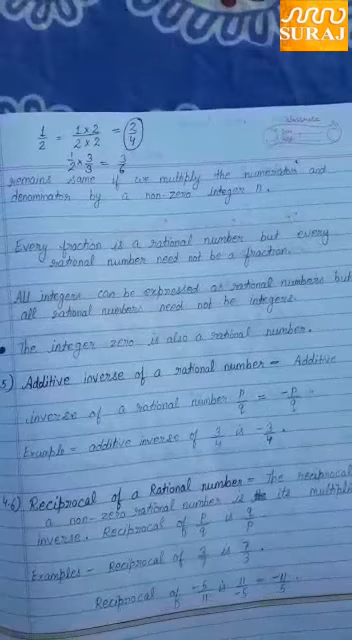 SURAJ
1/2 = 1×2/2×2 = 2/4
1/2 × 3/3 = 3/6
remains same if we multiply the numerator and
denominator by a non-zero integer n.
Every fraction is a rational number but every
rational number need not be a fraction.
All integers can be expressed as rational numbers but
all rational numbers need not be integers.
• The integer zero is also a rational number.
5) Additive inverse of a rational number = Additive
inverse of a rational number p/q = -p/q .
Example = additive inverse of 3/4 is -3/4 .
4.6) Reciprocal of a Rational number = The reciprocal
a non-zero rational number is its
inverse. Reciprocal of p/q is q/p
Examples - Reciprocal of 3/7 is 7/3 .
Reciprocal of -5/11 is 11/-5 = -11/5 .